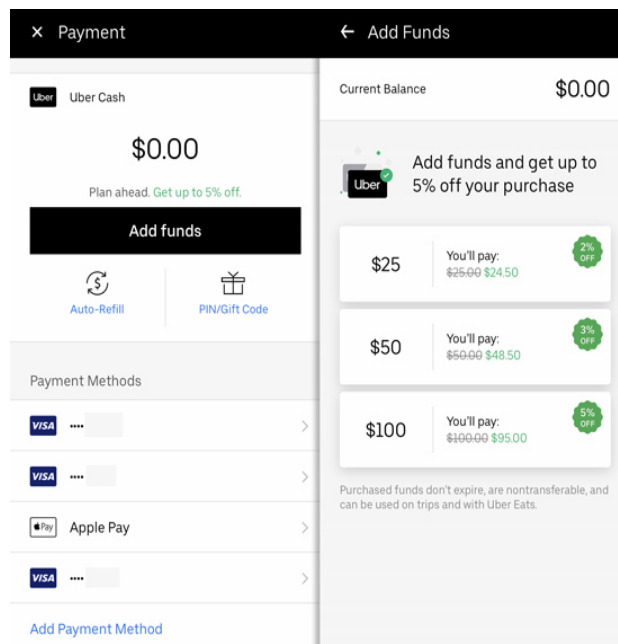 × Payment
Uber Uber Cash
$0.00
Plan ahead. Get up to 5% off.
Add funds
Auto-Refill PIN/Gift Code
Payment Methods
VISA ••••
VISA ••••
Pay Apple Pay
VISA ••••
Add Payment Method
← Add Funds
Current Balance $0.00
Uber
Add funds and get up to
5% off your purchase
$25
You'll pay:
$25.00 $24.50
2%
OFF
$50
You'll pay:
$50.00 $48.50
3%
OFF
$100
You'll pay:
$100.00 $95.00
5%
OFF
Purchased funds don't expire, are nontransferable, and
can be used on trips and with Uber Eats.